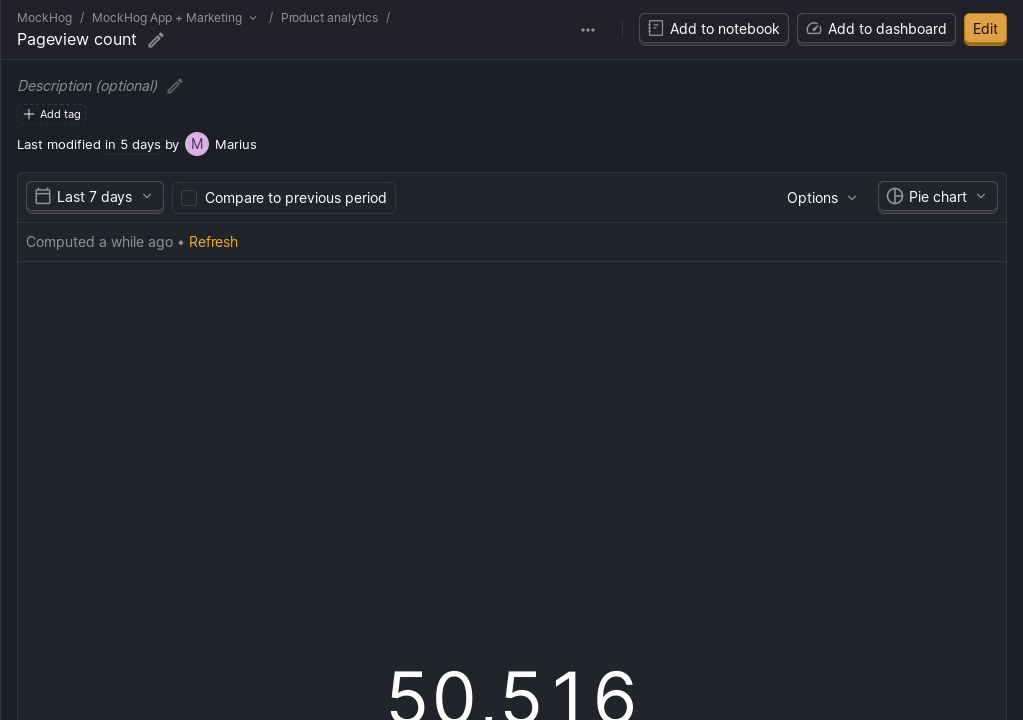 MockHog / MockHog App + Marketing / Product analytics /
Pageview count
Add to notebook
Add to dashboard
Edit
Description (optional)
Add tag
Last modified in 5 days by M Marius
Last 7 days
Compare to previous period
Options
Pie chart
Computed a while ago • Refresh
50,516